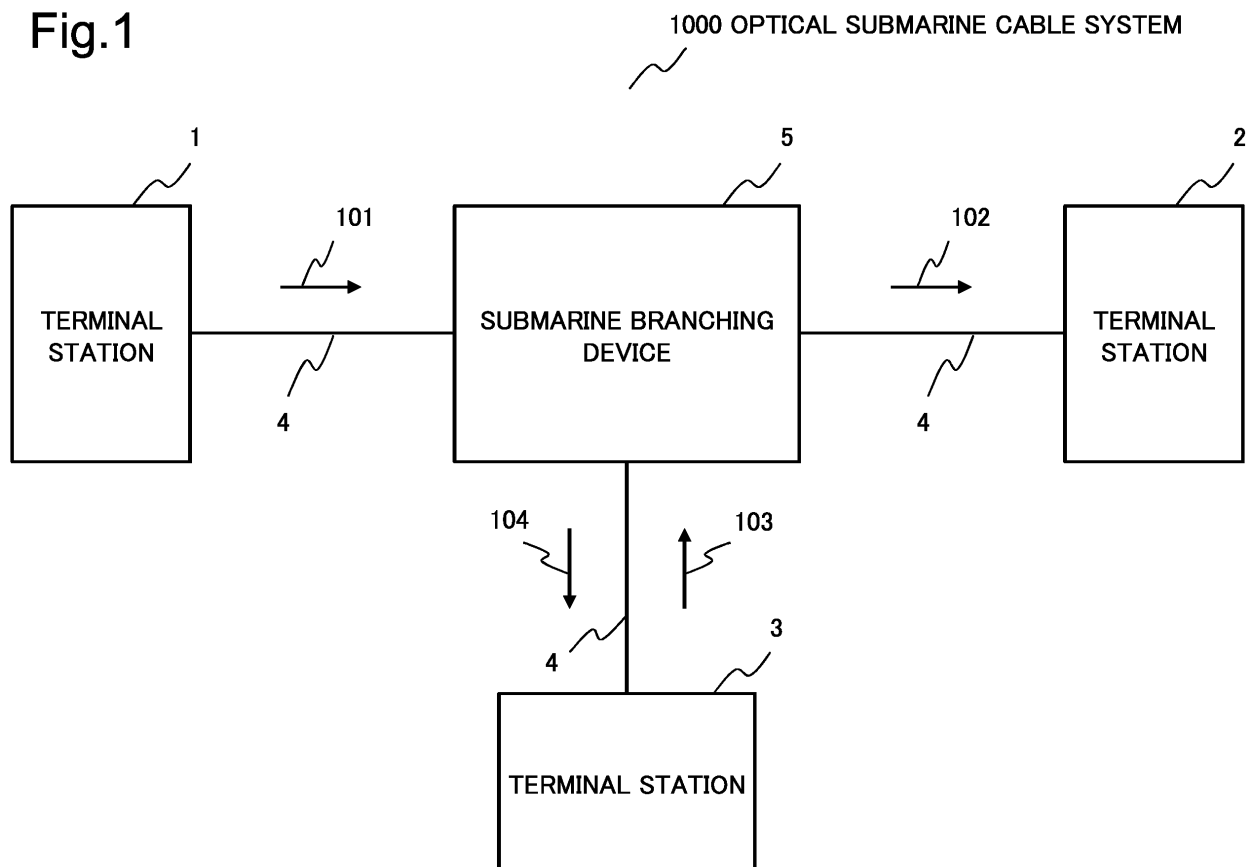 Fig.1
1000 OPTICAL SUBMARINE CABLE SYSTEM
1
5
2
101
102
TERMINAL
STATION
SUBMARINE BRANCHING
DEVICE
TERMINAL
STATION
4
4
104
103
4
3
TERMINAL STATION